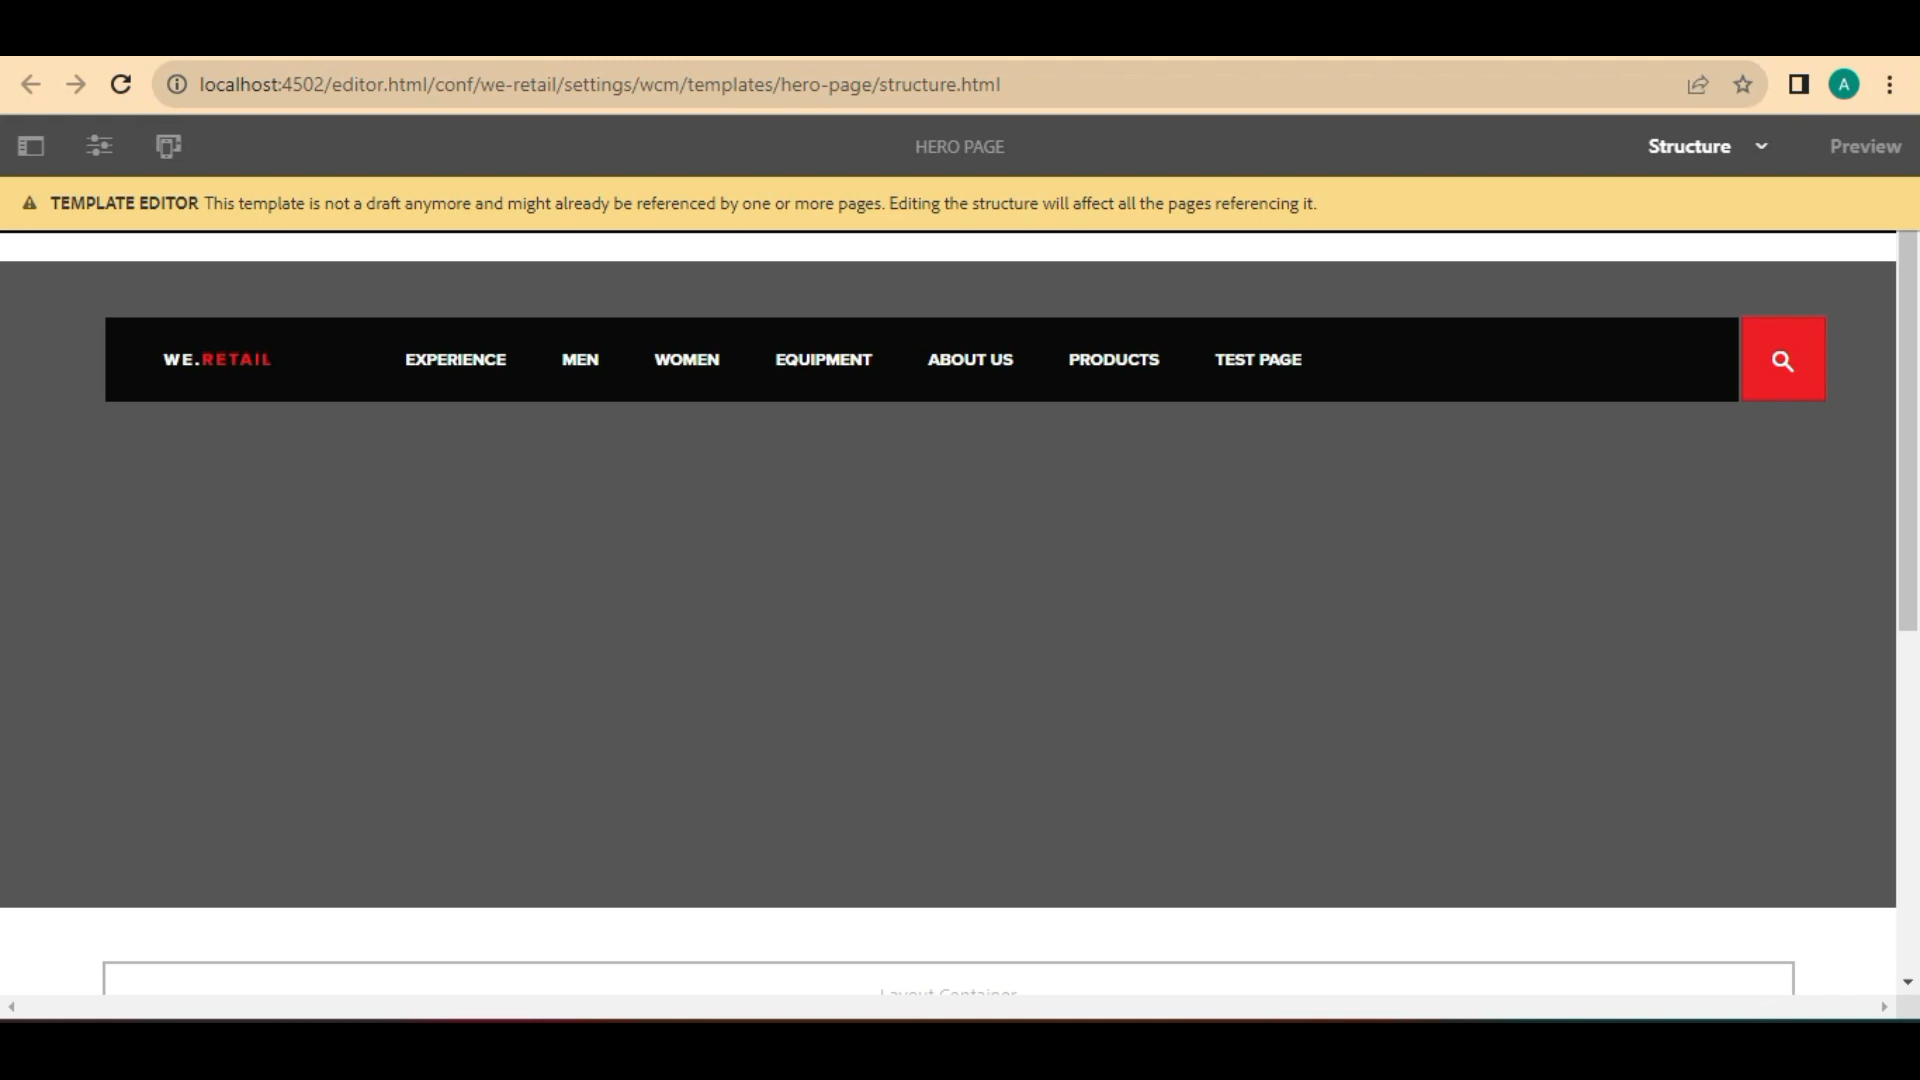 localhost:4502/editor.html/conf/we-retail/settings/wcm/templates/hero-page/structure.html
A
HERO PAGE
Structure
Preview
TEMPLATE EDITOR This template is not a draft anymore and might already be referenced by one or more pages. Editing the structure will affect all the pages referencing it.
WE.RETAIL
EXPERIENCE
MEN
WOMEN
EQUIPMENT
ABOUT US
PRODUCTS
TEST PAGE
Layout Container